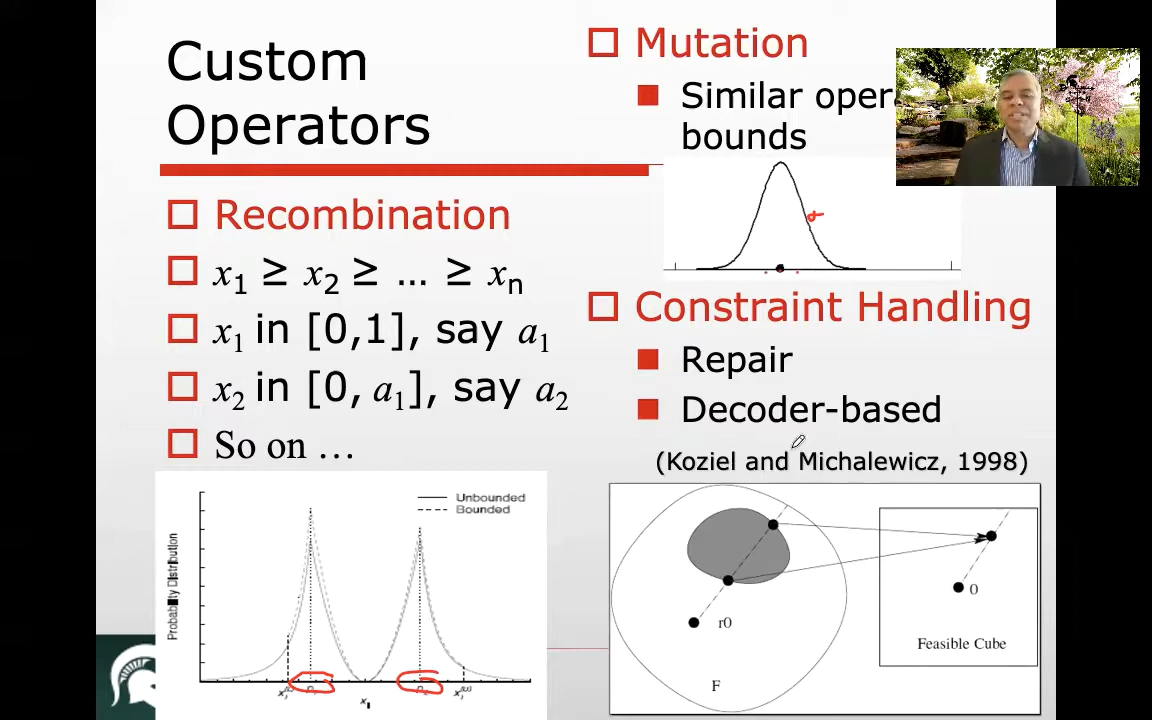 Custom
Operators
Recombination
x1 ≥ x2 ≥ … ≥ xn
x1 in [0,1], say a1
x2 in [0, a1], say a2
So on …
Unbounded
Bounded
Probability Distribution
Mutation
Similar oper
bounds
α
Constraint Handling
Repair
Decoder-based
(Koziel and Michalewicz, 1998)
r0
F
0
Feasible Cube